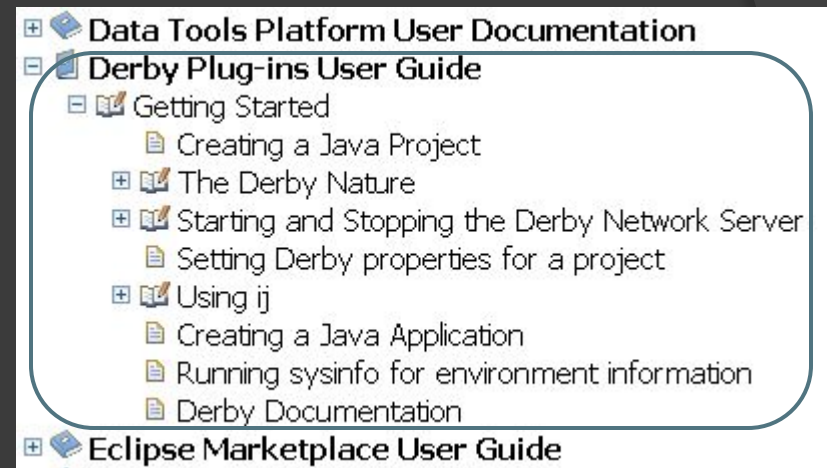 Data Tools Platform User Documentation
Derby Plug-ins User Guide
Getting Started
Creating a Java Project
The Derby Nature
Starting and Stopping the Derby Network Server
Setting Derby properties for a project
Using ij
Creating a Java Application
Running sysinfo for environment information
Derby Documentation
Eclipse Marketplace User Guide